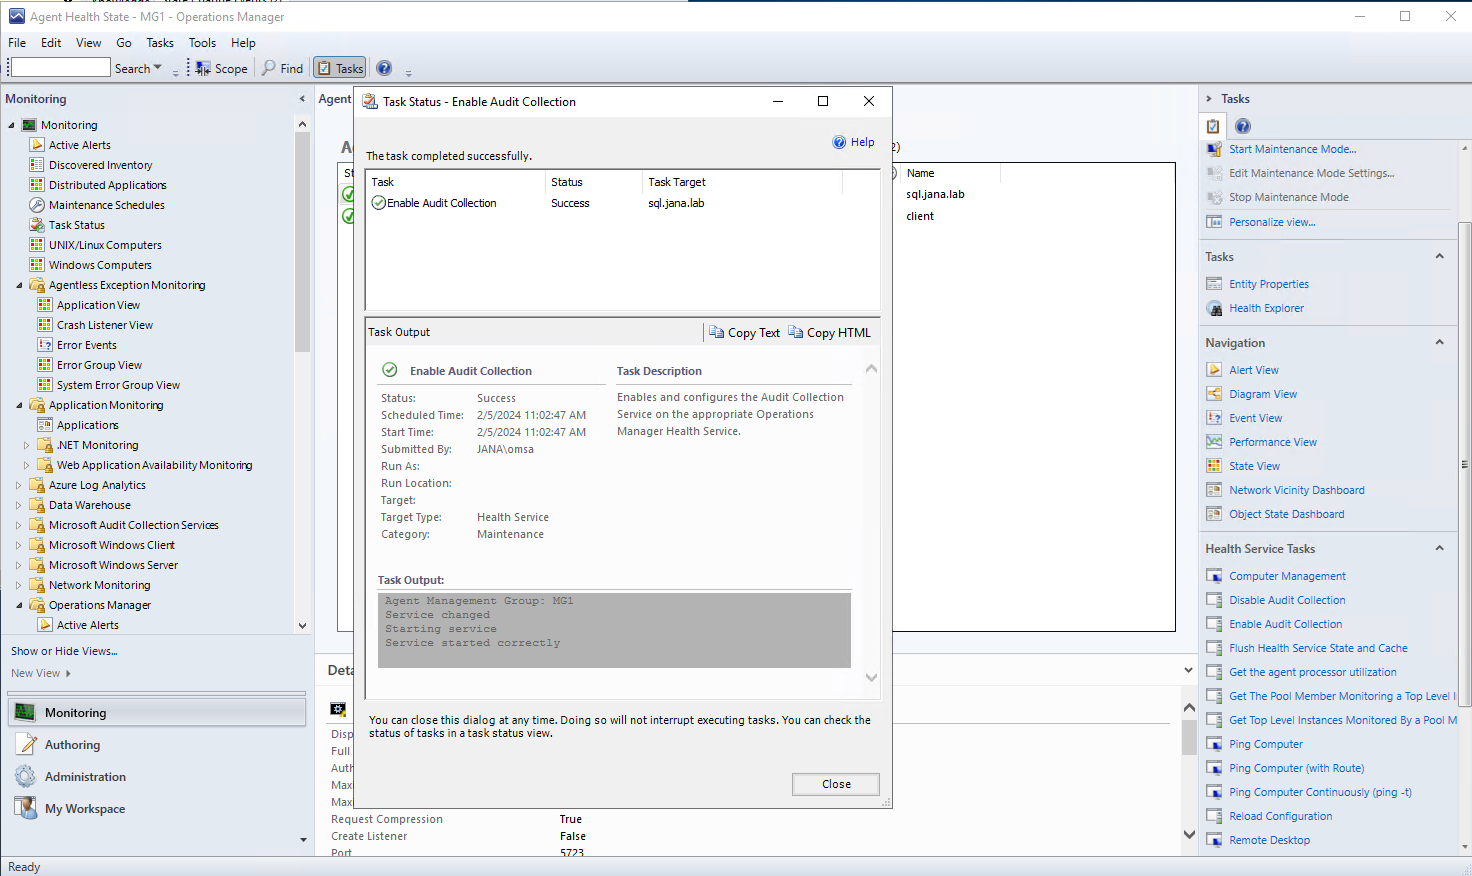 Agent Health State - MG1 - Operations Manager
File Edit View Go Tasks Tools Help
Search Scope Find Tasks
Monitoring
Monitoring
Active Alerts
Discovered Inventory
Distributed Applications
Maintenance Schedules
Task Status
UNIX/Linux Computers
Windows Computers
Agentless Exception Monitoring
Application View
Crash Listener View
Error Events
Error Group View
System Error Group View
Application Monitoring
Applications
.NET Monitoring
Web Application Availability Monitoring
Azure Log Analytics
Data Warehouse
Microsoft Audit Collection Services
Microsoft Windows Client
Microsoft Windows Server
Network Monitoring
Operations Manager
Active Alerts
Show or Hide Views...
New View
Monitoring
Authoring
Administration
My Workspace
Ready
Agent
2)
Name
sql.jana.lab
client
Task Status - Enable Audit Collection
Help
The task completed successfully.
Task Status Task Target
Enable Audit Collection Success sql.jana.lab
Task Output Copy Text Copy HTML
Enable Audit Collection
Status: Success
Scheduled Time: 2/5/2024 11:02:47 AM
Start Time: 2/5/2024 11:02:47 AM
Submitted By: JANA\omsa
Run As:
Run Location:
Target:
Target Type: Health Service
Category: Maintenance
Task Description
Enables and configures the Audit Collection
Service on the appropriate Operations
Manager Health Service.
Task Output:
Agent Management Group: MG1
Service changed
Starting service
Service started correctly
You can close this dialog at any time. Doing so will not interrupt executing tasks. You can check the
status of tasks in a task status view.
Close
Deta
Disp
Full
Auth
Max
Max
Request Compression True
Create Listener False
Port 5723
Tasks
Start Maintenance Mode...
Edit Maintenance Mode Settings...
Stop Maintenance Mode
Personalize view...
Tasks
Entity Properties
Health Explorer
Navigation
Alert View
Diagram View
Event View
Performance View
State View
Network Vicinity Dashboard
Object State Dashboard
Health Service Tasks
Computer Management
Disable Audit Collection
Enable Audit Collection
Flush Health Service State and Cache
Get the agent processor utilization
Get The Pool Member Monitoring a Top Level I
Get Top Level Instances Monitored By a Pool M
Ping Computer
Ping Computer (with Route)
Ping Computer Continuously (ping -t)
Reload Configuration
Remote Desktop